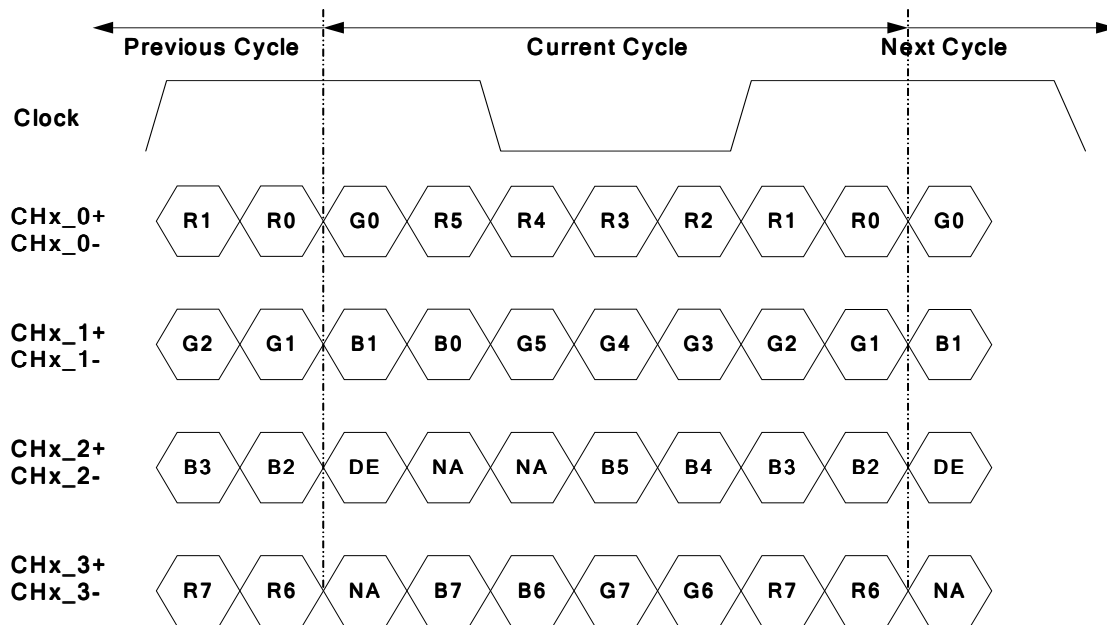 Previous Cycle Current Cycle Next Cycle
Clock
CHx_0+
CHx_0-
R1 R0 G0 R5 R4 R3 R2 R1 R0 G0
CHx_1+
CHx_1-
G2 G1 B1 B0 G5 G4 G3 G2 G1 B1
CHx_2+
CHx_2-
B3 B2 DE NA NA B5 B4 B3 B2 DE
CHx_3+
CHx_3-
R7 R6 NA B7 B6 G7 G6 R7 R6 NA